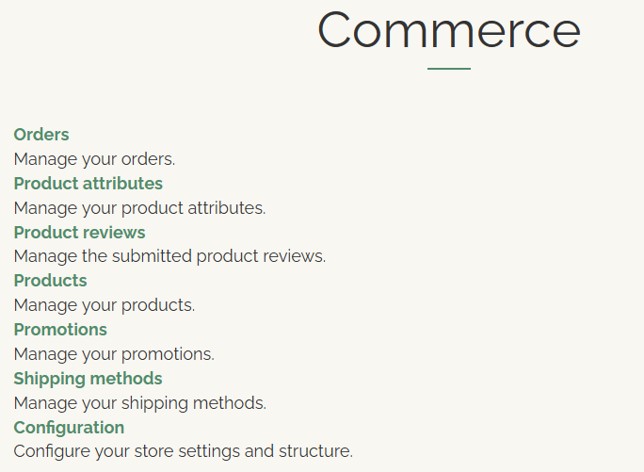 Commerce
Orders
Manage your orders.
Product attributes
Manage your product attributes.
Product reviews
Manage the submitted product reviews.
Products
Manage your products.
Promotions
Manage your promotions.
Shipping methods
Manage your shipping methods.
Configuration
Configure your store settings and structure.